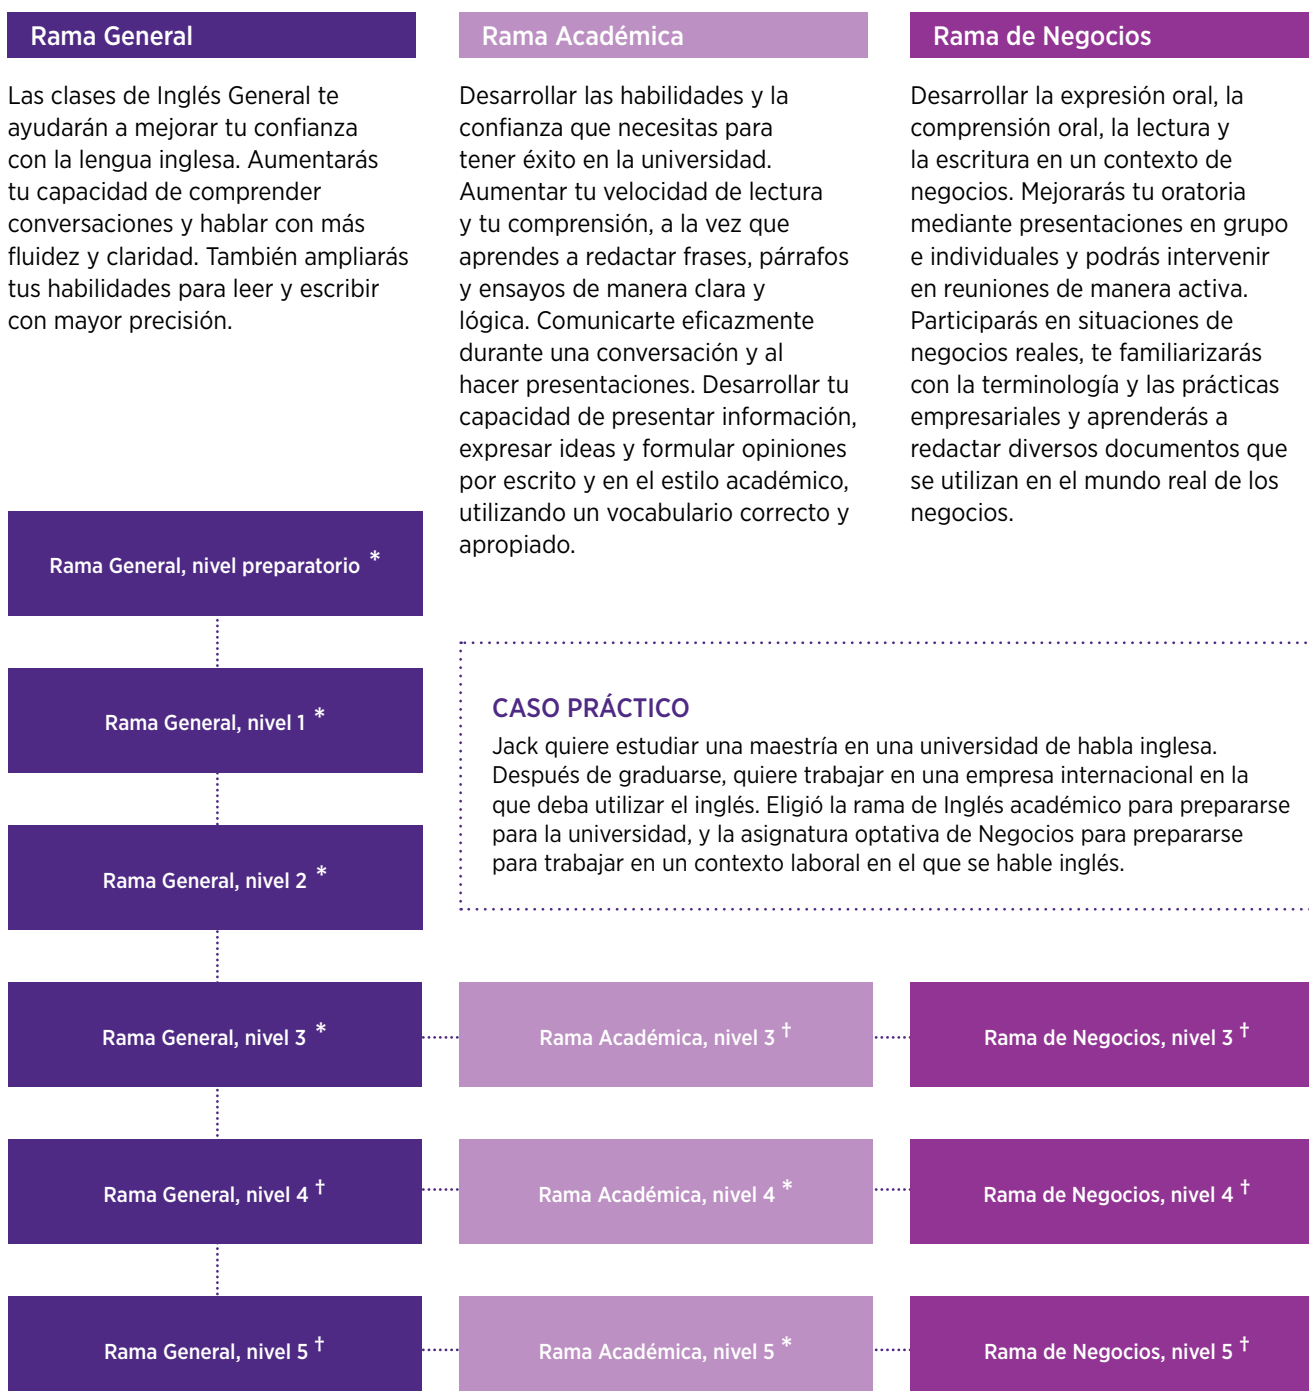 Rama General
Las clases de Inglés General te
ayudarán a mejorar tu confianza
con la lengua inglesa. Aumentarás
tu capacidad de comprender
conversaciones y hablar con más
fluidez y claridad. También ampliarás
tus habilidades para leer y escribir
con mayor precisión.
Rama Académica
Desarrollar las habilidades y la
confianza que necesitas para
tener éxito en la universidad.
Aumentar tu velocidad de lectura
y tu comprensión, a la vez que
aprendes a redactar frases, párrafos
y ensayos de manera clara y
lógica. Comunicarte eficazmente
durante una conversación y al
hacer presentaciones. Desarrollar tu
capacidad de presentar información,
expresar ideas y formular opiniones
por escrito y en el estilo académico,
utilizando un vocabulario correcto y
apropiado.
Rama de Negocios
Desarrollar la expresión oral, la
comprensión oral, la lectura y
la escritura en un contexto de
negocios. Mejorarás tu oratoria
mediante presentaciones en grupo
e individuales y podrás intervenir
en reuniones de manera activa.
Participarás en situaciones de
negocios reales, te familiarizarás
con la terminología y las prácticas
empresariales y aprenderás a
redactar diversos documentos que
se utilizan en el mundo real de los
negocios.
Rama General, nivel preparatorio *
Rama General, nivel 1 *
Rama General, nivel 2 *
CASO PRÁCTICO
Jack quiere estudiar una maestría en una universidad de habla inglesa.
Después de graduarse, quiere trabajar en una empresa internacional en la
que deba utilizar el inglés. Eligió la rama de Inglés académico para prepararse
para la universidad, y la asignatura optativa de Negocios para prepararse
para trabajar en un contexto laboral en el que se hable inglés.
Rama General, nivel 3 *
Rama Académica, nivel 3 †
Rama de Negocios, nivel 3 †
Rama General, nivel 4 †
Rama Académica, nivel 4 *
Rama de Negocios, nivel 4 †
Rama General, nivel 5 †
Rama Académica, nivel 5 *
Rama de Negocios, nivel 5 †